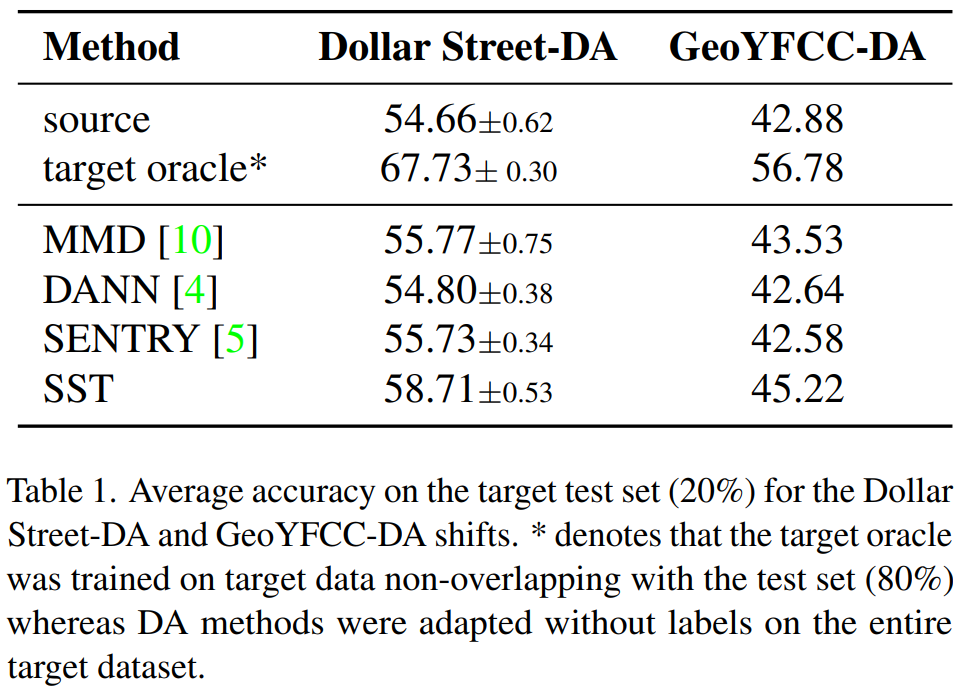 Method Dollar Street-DA GeoYFCC-DA
source 54.66±0.62 42.88
target oracle* 67.73± 0.30 56.78
MMD [10] 55.77±0.75 43.53
DANN [4] 54.80±0.38 42.64
SENTRY [5] 55.73±0.34 42.58
SST 58.71±0.53 45.22
Table 1. Average accuracy on the target test set (20%) for the Dollar
Street-DA and GeoYFCC-DA shifts. * denotes that the target oracle
was trained on target data non-overlapping with the test set (80%)
whereas DA methods were adapted without labels on the entire
target dataset.